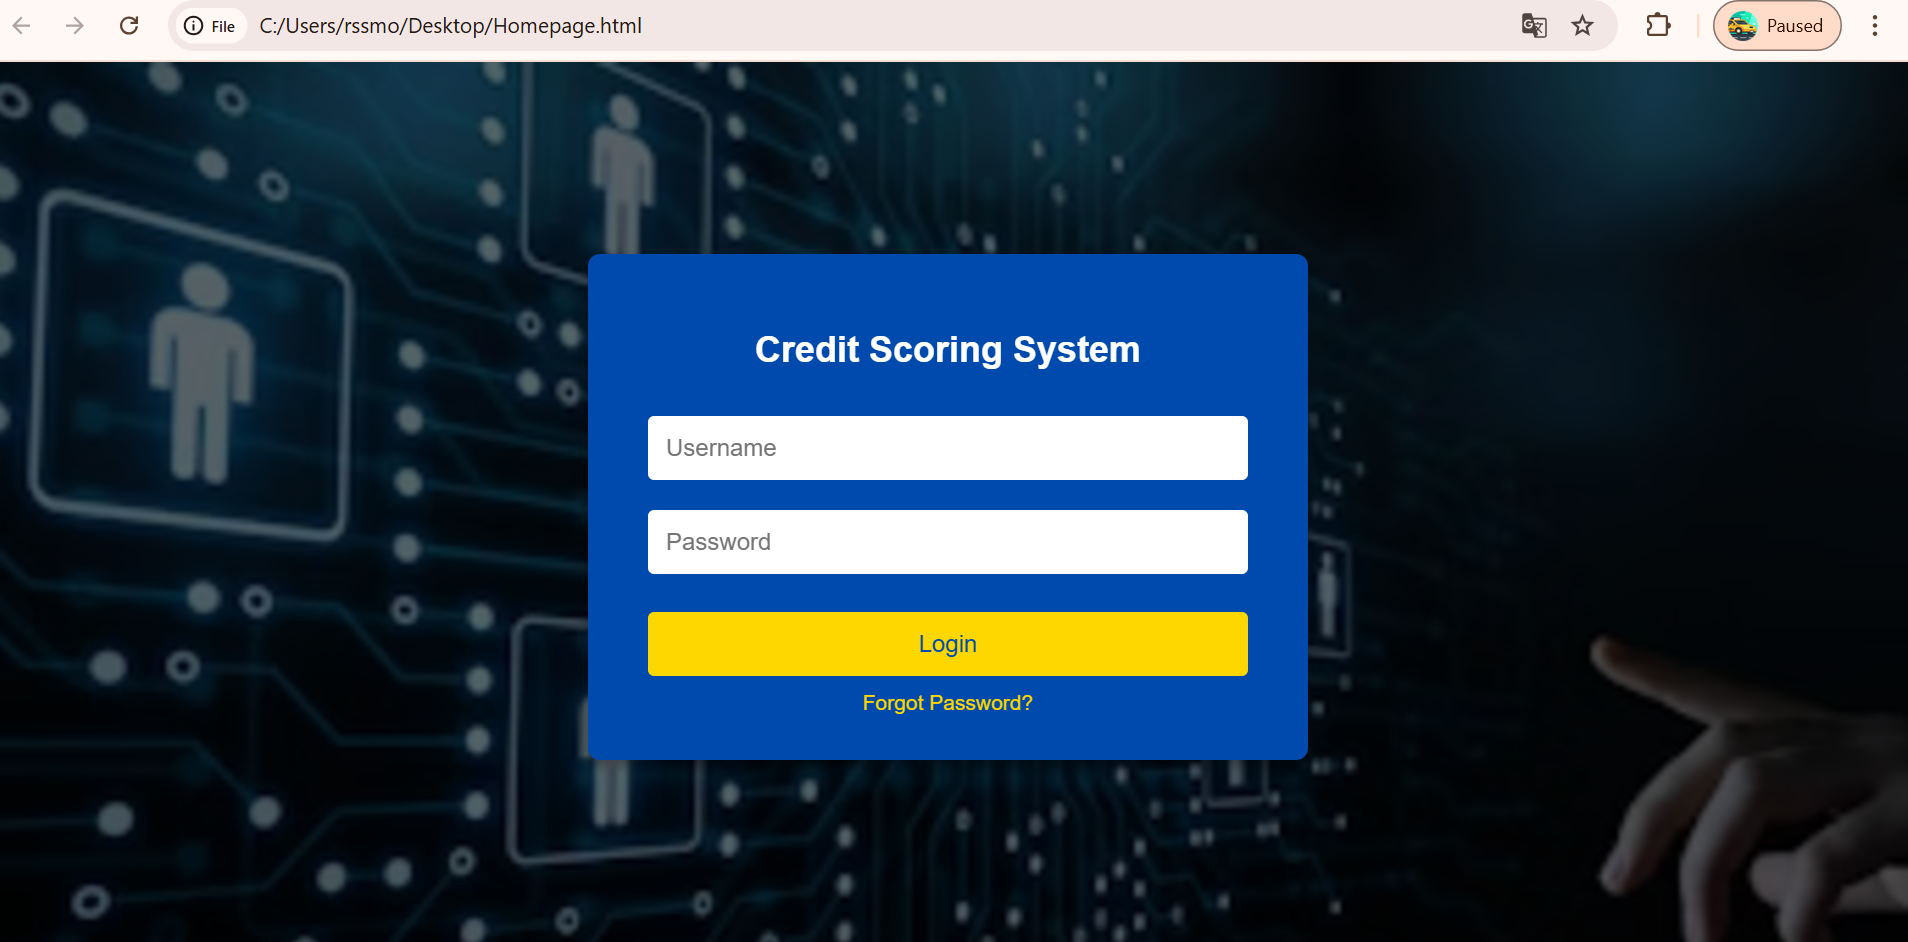 File C:/Users/rssmo/Desktop/Homepage.html Paused
Credit Scoring System
Username
Password
Login
Forgot Password?